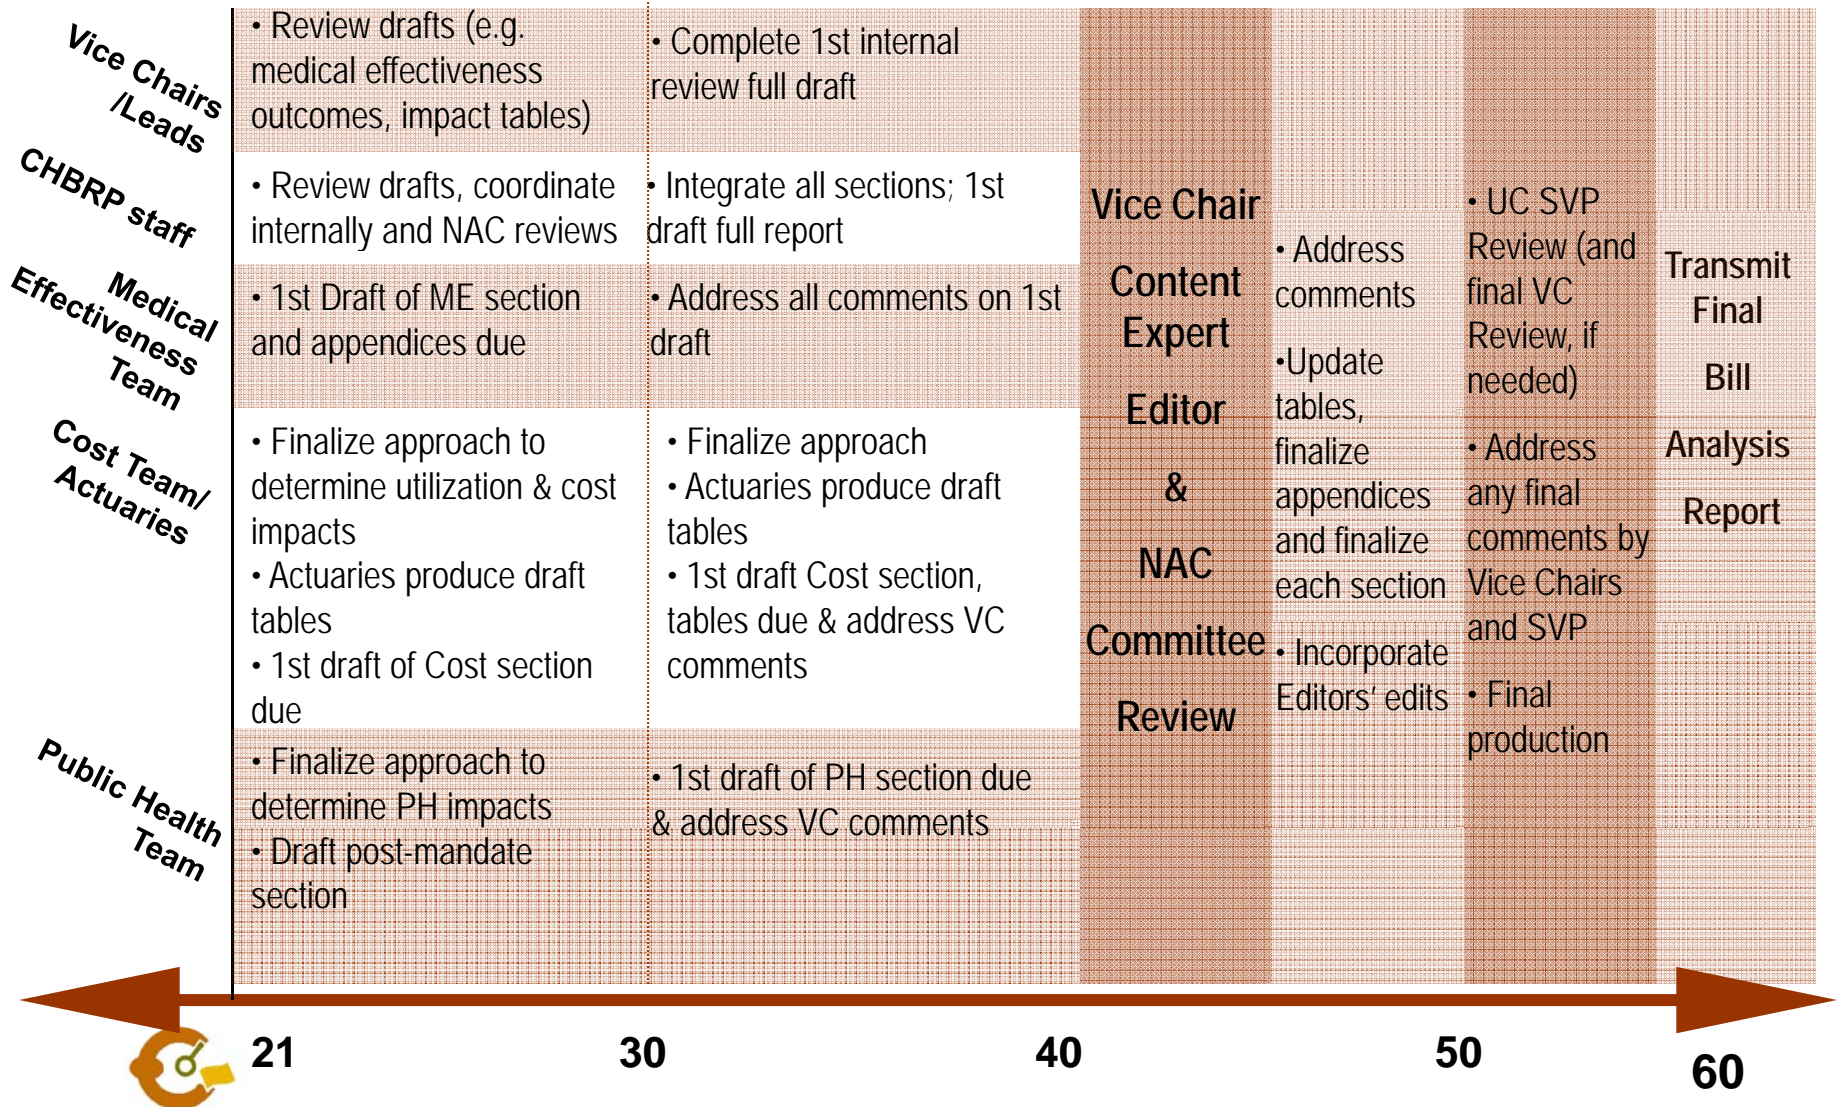 Vice Chairs
/Leads
• Review drafts (e.g.
medical effectiveness
outcomes, impact tables)
• Complete 1st internal
review full draft
CHBRP staff
• Review drafts, coordinate
internally and NAC reviews
• Integrate all sections; 1st
draft full report
Medical
Effectiveness
Team
• 1st Draft of ME section
and appendices due
• Address all comments on 1st
draft
Cost Team/
Actuaries
• Finalize approach to
determine utilization & cost
impacts
• Actuaries produce draft
tables
• 1st draft of Cost section
due
• Finalize approach
• Actuaries produce draft
tables
• 1st draft Cost section,
tables due & address VC
comments
Public Health
Team
• Finalize approach to
determine PH impacts
• Draft post-mandate
section
• 1st draft of PH section due
& address VC comments
Vice Chair
Content
Expert
Editor
&
NAC
Committee
Review
• Address
comments
•Update
tables,
finalize
appendices
and finalize
each section
• Incorporate
Editors' edits
• UC SVP
Review (and
final VC
Review, if
needed)
• Address
any final
comments by
Vice Chairs
and SVP
• Final
production
Transmit
Final
Bill
Analysis
Report
21
30
40
50
60